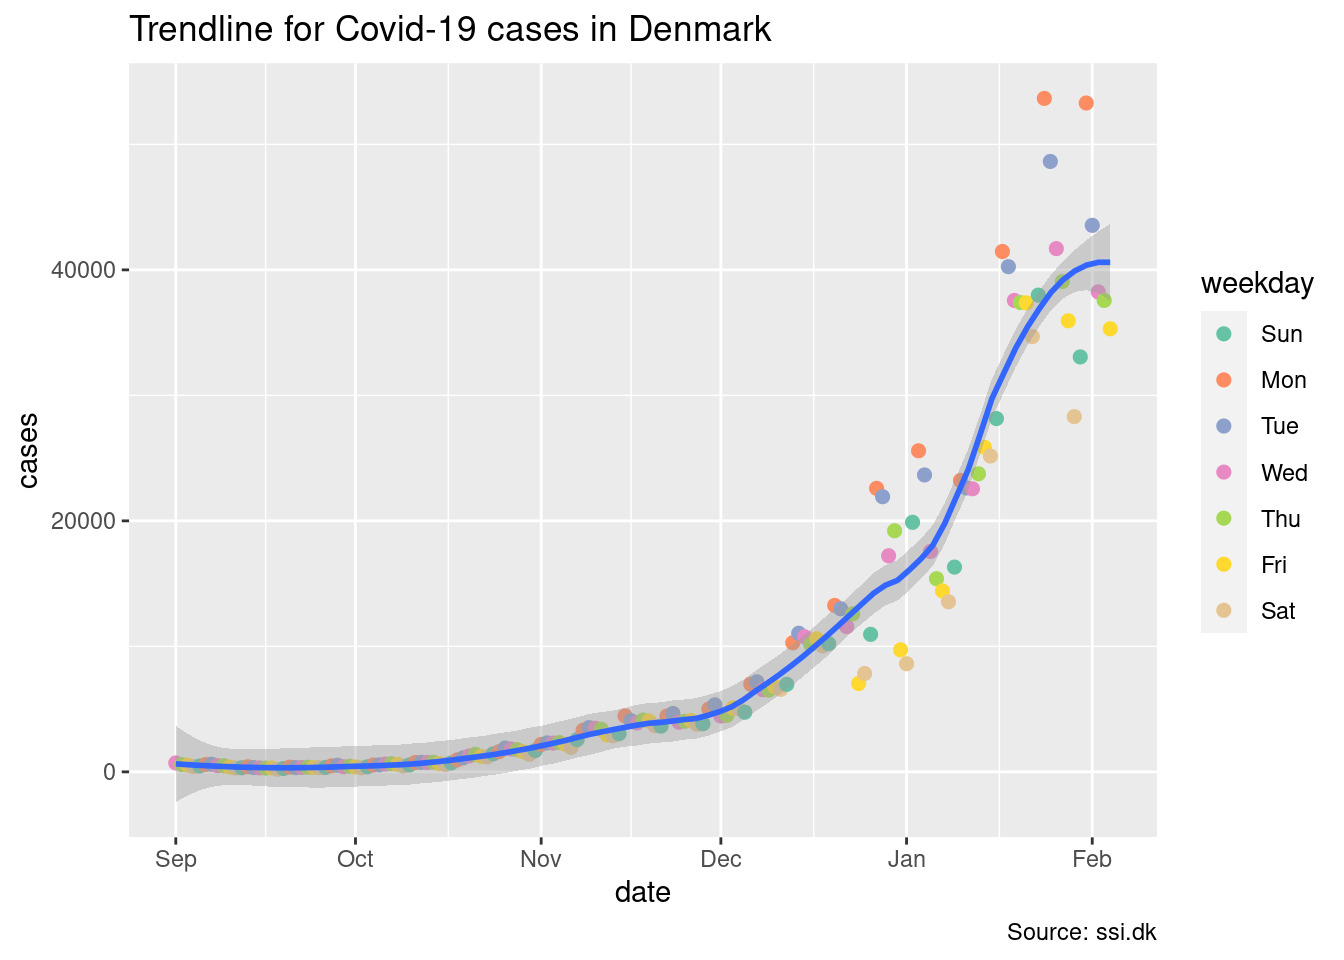 Trendline for Covid-19 cases in Denmark
cases
40000
20000
0
Sep Oct Nov Dec Jan Feb
date
weekday
Sun
Mon
Tue
Wed
Thu
Fri
Sat
Source: ssi.dk